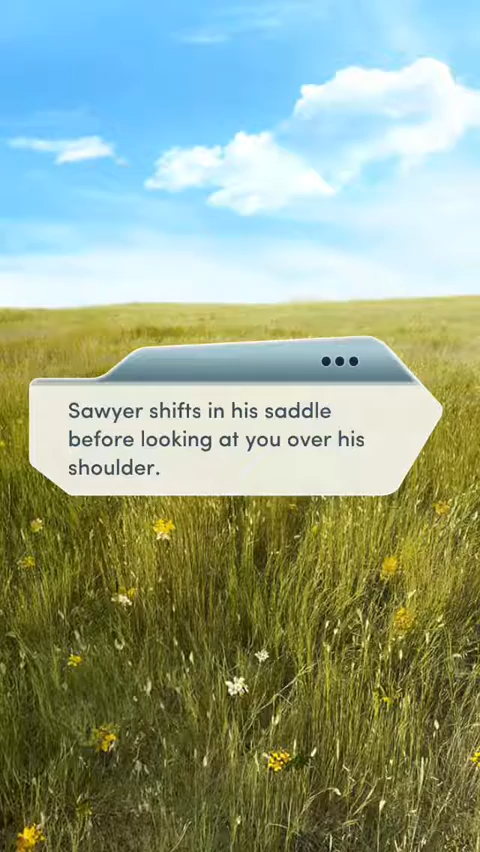 Sawyer shifts in his saddle
before looking at you over his
shoulder.